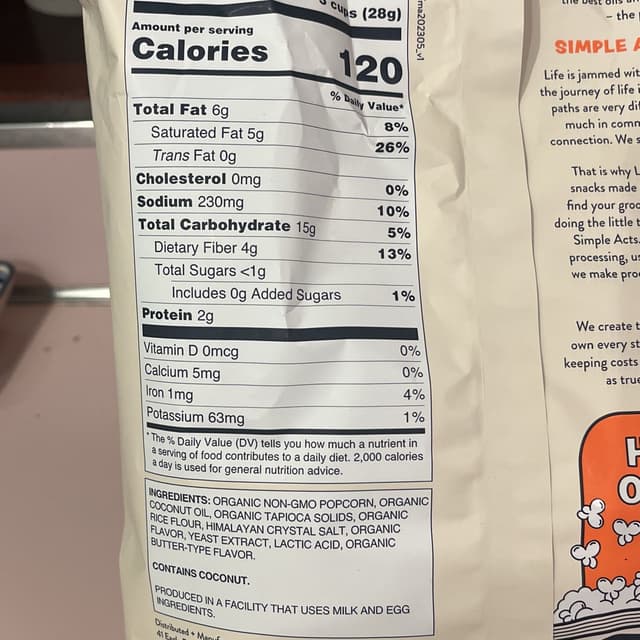 cups (28g)
Amount per serving
Calories 120
% Daily Value*
Total Fat 6g 8%
Saturated Fat 5g 26%
Trans Fat 0g
Cholesterol 0mg 0%
Sodium 230mg 10%
Total Carbohydrate 15g 5%
Dietary Fiber 4g 13%
Total Sugars <1g
Includes 0g Added Sugars 1%
Protein 2g
Vitamin D 0mcg 0%
Calcium 5mg 0%
Iron 1mg 4%
Potassium 63mg 1%
*The % Daily Value (DV) tells you how much a nutrient in
a serving of food contributes to a daily diet. 2,000 calories
a day is used for general nutrition advice.
INGREDIENTS: ORGANIC NON-GMO POPCORN, ORGANIC
COCONUT OIL, ORGANIC TAPIOCA SOLIDS, ORGANIC
RICE FLOUR, HIMALAYAN CRYSTAL SALT, ORGANIC
FLAVOR, YEAST EXTRACT, LACTIC ACID, ORGANIC
BUTTER-TYPE FLAVOR.
CONTAINS COCONUT.
PRODUCED IN A FACILITY THAT USES MILK AND EGG
INGREDIENTS.
Distributed +
41
ma202305_v1
– the
SIMPLE
Life is jammed
the journey of life
paths are very
much in
connection. We
That is why
snacks made
find your
doing the little
Simple Acts.
processing,
we make
We create
own every
keeping costs
as